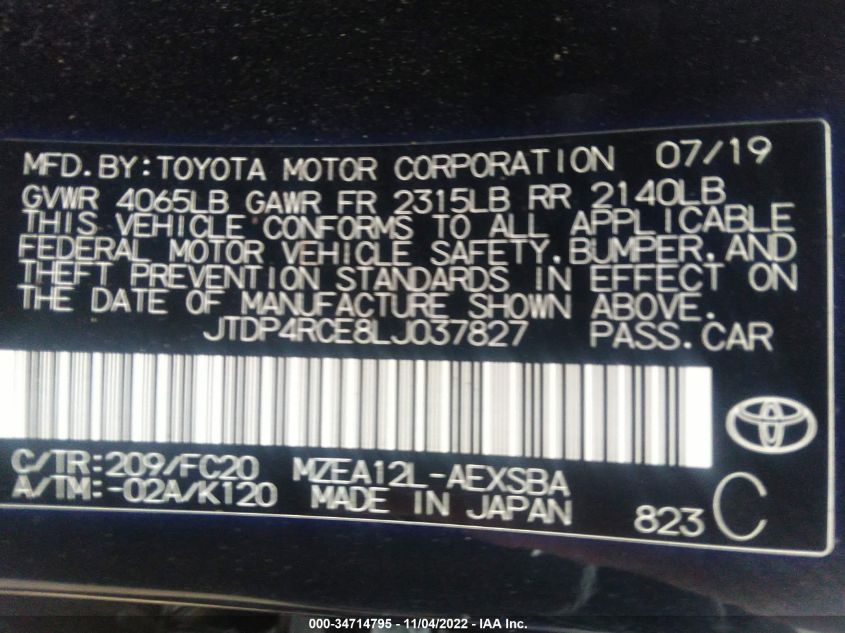 MFD.BY:TOYOTA MOTOR CORPORATION 07/19
GVWR 4065LB GAWR FR 2315LB RR 2140LB
THIS VEHICLE CONFORMS TO ALL APPLICABLE
FEDERAL MOTOR VEHICLE SAFETY,BUMPER,AND
THEFT PREVENTION STANDARDS IN EFFECT ON
THE DATE OF MANUFACTURE SHOWN ABOVE.
JTDP4RCE8LJ037827 PASS.CAR
C/TR:209/FC20 MZEA12L-AEXSBA
A/TM:-02A/K120 MADE IN JAPAN 823 C
000-34714795 - 11/04/2022 - IAA Inc.